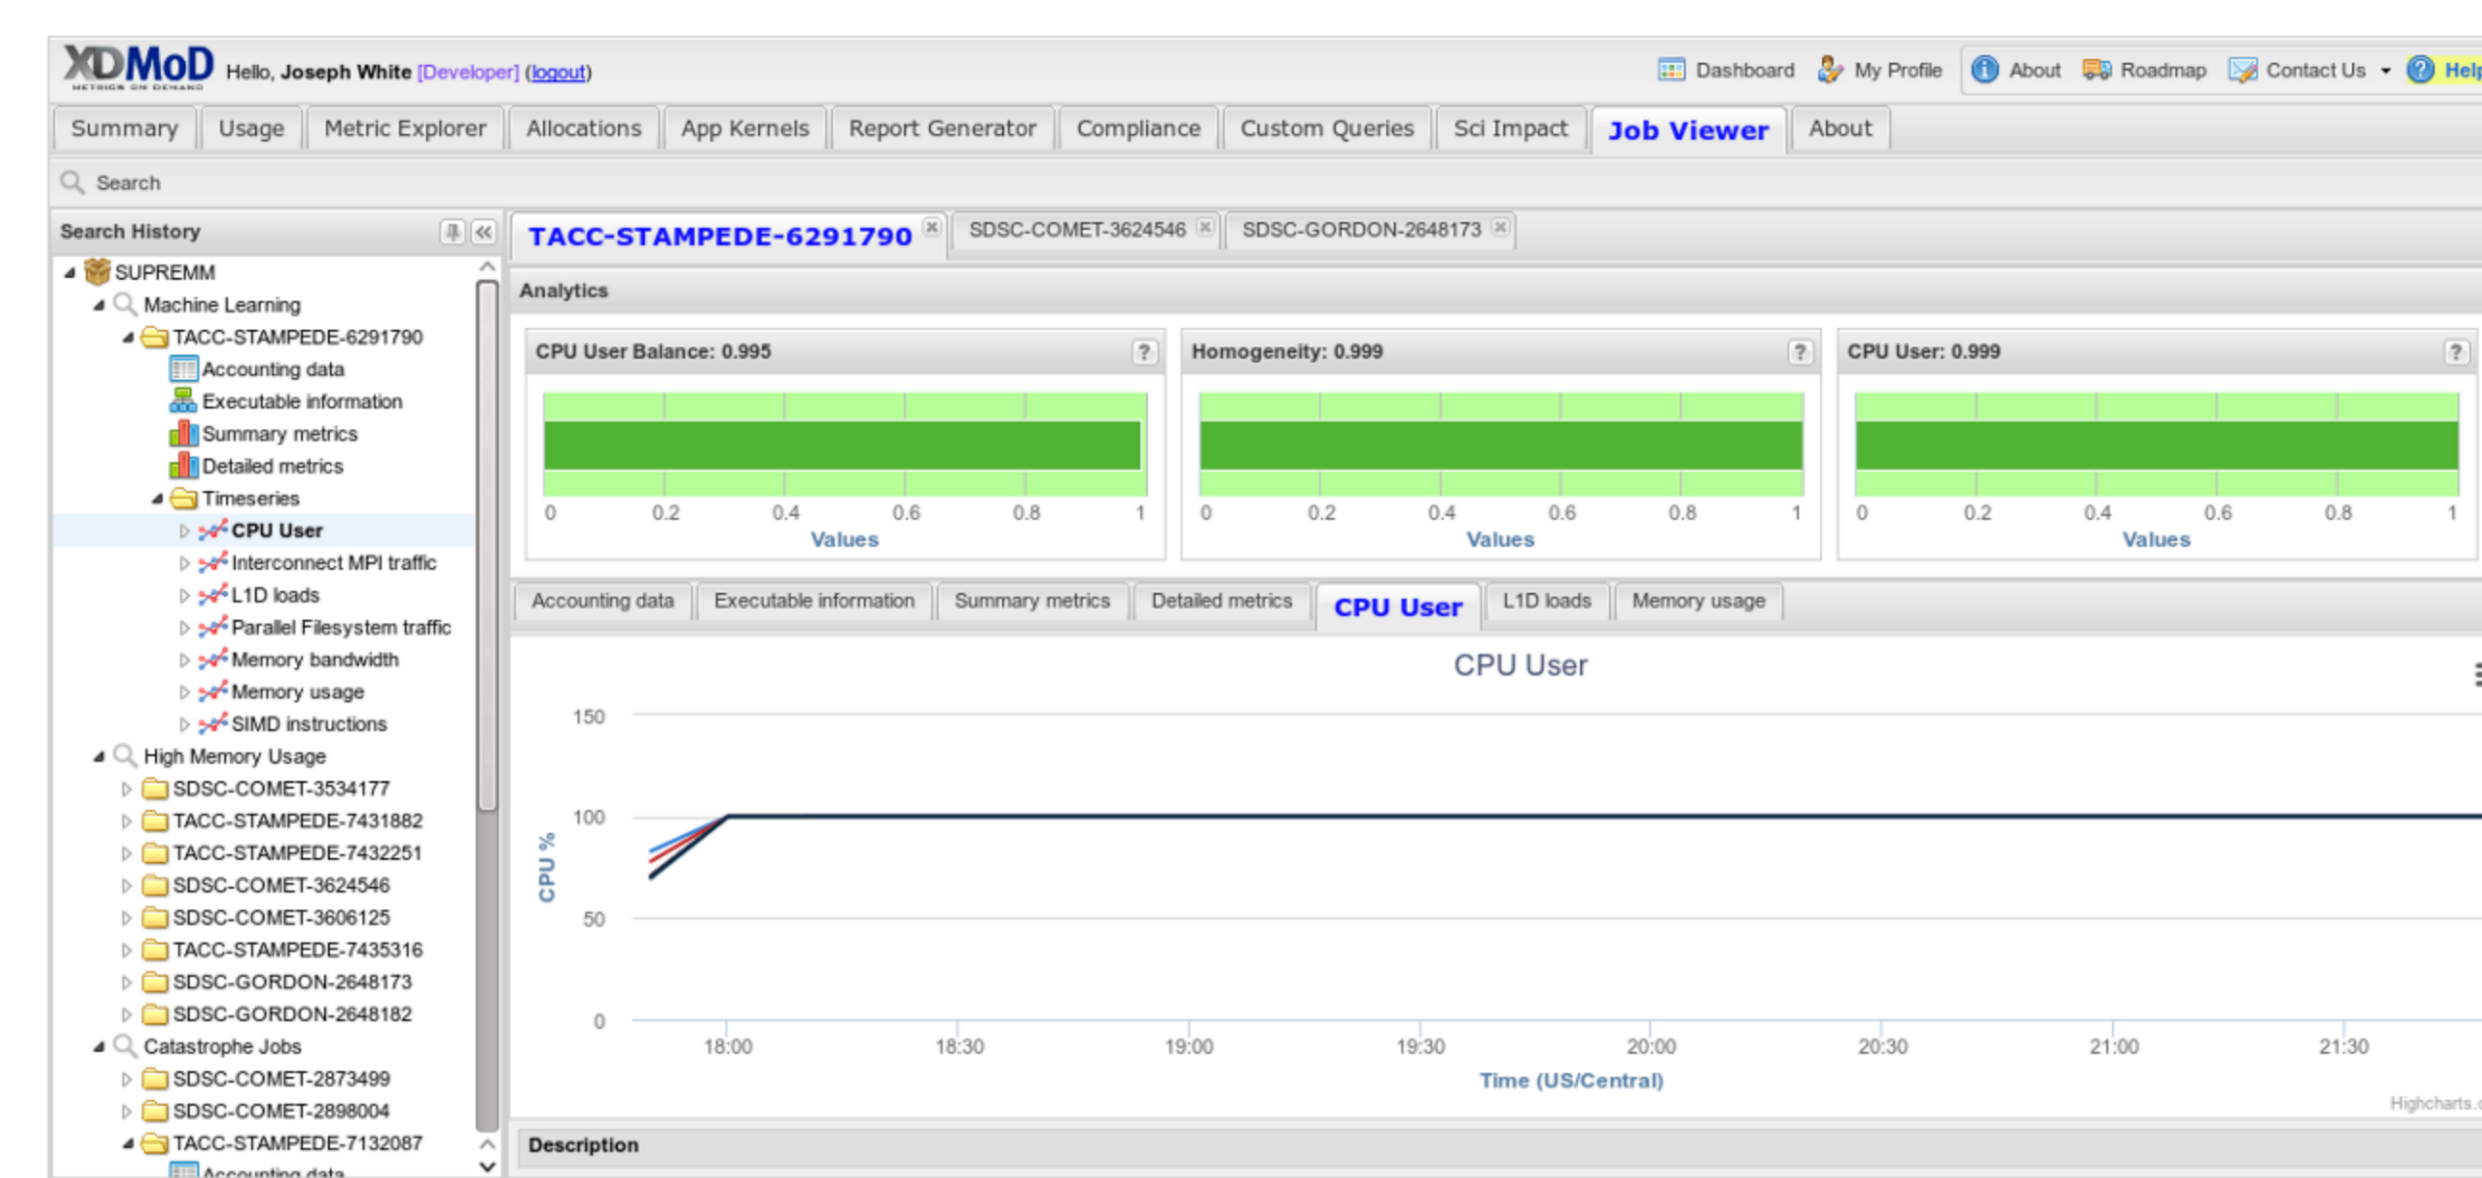 XDMoD
METRICS ON DEMAND
Hello, Joseph White [Developer] (logout)
Dashboard My Profile About Roadmap Contact Us Help
Summary Usage Metric Explorer Allocations App Kernels Report Generator Compliance Custom Queries Sci Impact Job Viewer About
Search
Search History
SUPREMM
Machine Learning
TACC-STAMPEDE-6291790
Accounting data
Executable information
Summary metrics
Detailed metrics
Timeseries
CPU User
Interconnect MPI traffic
L1D loads
Parallel Filesystem traffic
Memory bandwidth
Memory usage
SIMD instructions
High Memory Usage
SDSC-COMET-3534177
TACC-STAMPEDE-7431882
TACC-STAMPEDE-7432251
SDSC-COMET-3624546
SDSC-COMET-3606125
TACC-STAMPEDE-7435316
SDSC-GORDON-2648173
SDSC-GORDON-2648182
Catastrophe Jobs
SDSC-COMET-2873499
SDSC-COMET-2898004
TACC-STAMPEDE-7132087
Accounting data
TACC-STAMPEDE-6291790 SDSC-COMET-3624546 SDSC-GORDON-2648173
Analytics
CPU User Balance: 0.995 ?
0 0.2 0.4 0.6 0.8 1
Values
Homogeneity: 0.999 ?
0 0.2 0.4 0.6 0.8 1
Values
CPU User: 0.999 ?
0 0.2 0.4 0.6 0.8 1
Values
Accounting data Executable information Summary metrics Detailed metrics CPU User L1D loads Memory usage
CPU User
CPU %
150
100
50
0
18:00 18:30 19:00 19:30 20:00 20:30 21:00 21:30
Time (US/Central)
Highcharts.c
Description